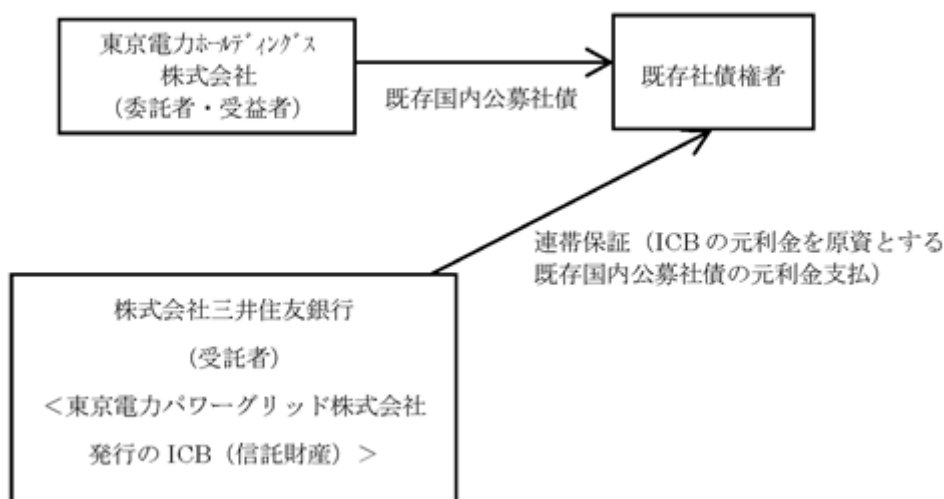 東京電力ﾎｰﾙﾃﾞｨﾝｸﾞｽ
株式会社
(委託者・受益者)
既存国内公募社債
既存社債権者
連帯保証（ICB の元利金を原資とする
既存国内公募社債の元利金支払）
株式会社三井住友銀行
(受託者)
＜東京電力パワーグリッド株式会社
発行の ICB（信託財産）＞